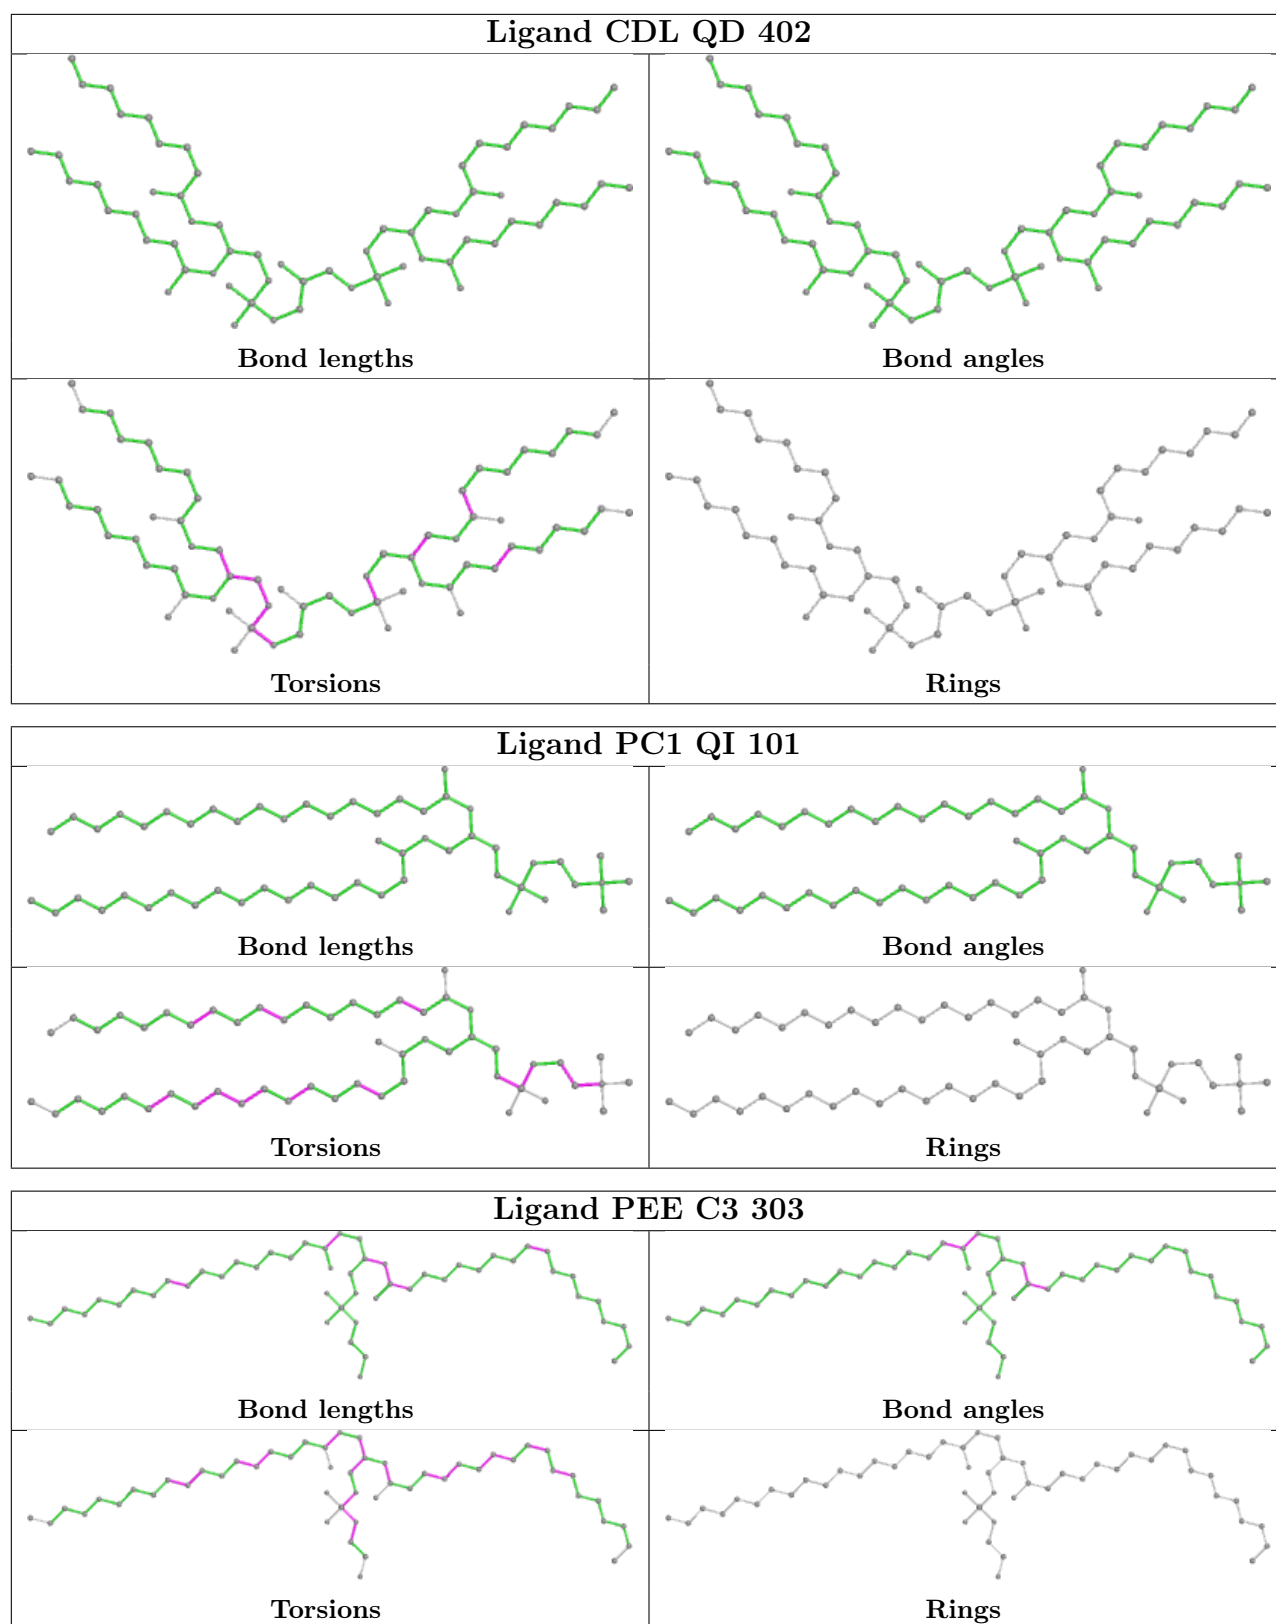 Ligand CDL QD 402
Bond lengths
Bond angles
Torsions
Rings
Ligand PC1 QI 101
Bond lengths
Bond angles
Torsions
Rings
Ligand PEE C3 303
Bond lengths
Bond angles
Torsions
Rings